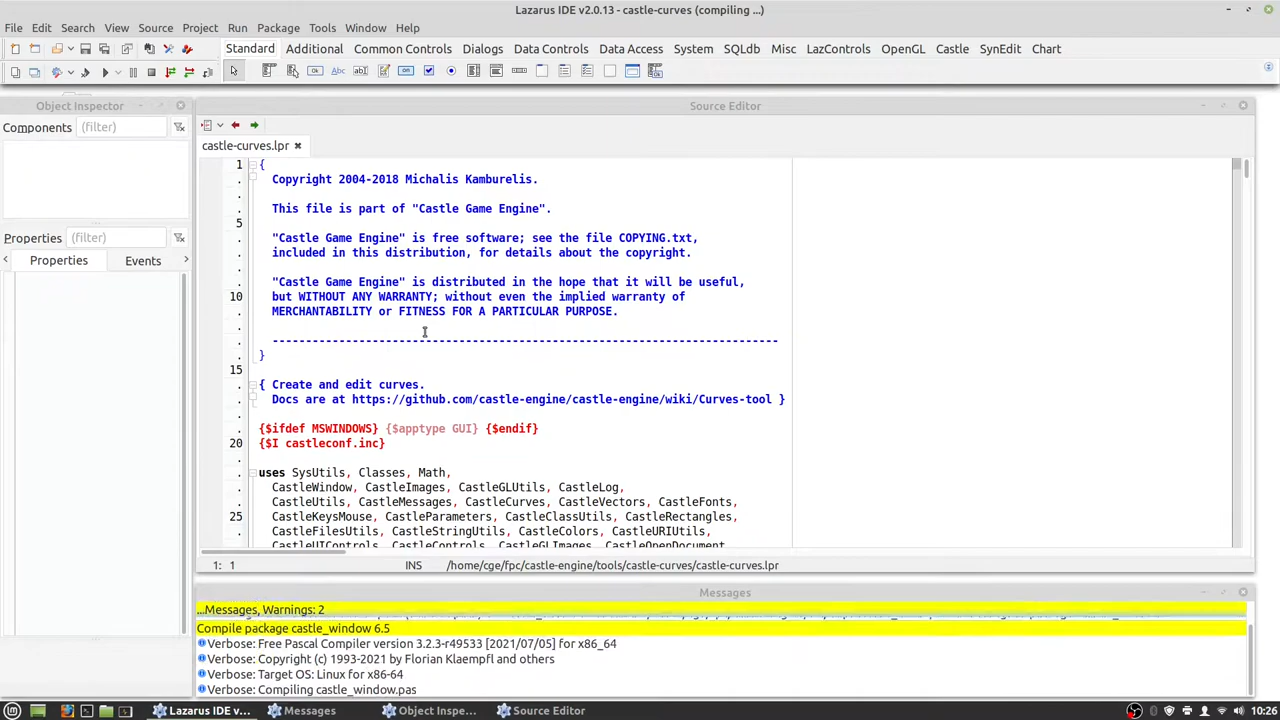 Lazarus IDE v2.0.13 - castle-curves (compiling ...)
File Edit Search View Source Project Run Package Tools Window Help
Standard Additional Common Controls Dialogs Data Controls Data Access System SQLdb Misc LazControls OpenGL Castle SynEdit Chart
Object Inspector
Source Editor
Components (filter)
castle-curves.lpr
Properties (filter)
Properties Events
1 {
Copyright 2004-2018 Michalis Kamburelis.
This file is part of "Castle Game Engine".
5
"Castle Game Engine" is free software; see the file COPYING.txt,
included in this distribution, for details about the copyright.
"Castle Game Engine" is distributed in the hope that it will be useful,
10 but WITHOUT ANY WARRANTY; without even the implied warranty of
MERCHANTABILITY or FITNESS FOR A PARTICULAR PURPOSE.
----------------------------------------------------------------------------
}
15
{ Create and edit curves.
Docs are at https://github.com/castle-engine/castle-engine/wiki/Curves-tool }
{$ifdef MSWINDOWS} {$apptype GUI} {$endif}
20 {$I castleconf.inc}
uses SysUtils, Classes, Math,
CastleWindow, CastleImages, CastleGLUtils, CastleLog,
CastleUtils, CastleMessages, CastleCurves, CastleVectors, CastleFonts,
25 CastleKeysMouse, CastleParameters, CastleClassUtils, CastleRectangles,
CastleFilesUtils, CastleStringUtils, CastleColors, CastleURIUtils,
CastleUIControls, CastleControls, CastleGLImages, CastleOpenDocument,
1: 1 INS /home/cge/fpc/castle-engine/tools/castle-curves/castle-curves.lpr
Messages
...Messages, Warnings: 2
Compile package castle_window 6.5
Verbose: Free Pascal Compiler version 3.2.3-r49533 [2021/07/05] for x86_64
Verbose: Copyright (c) 1993-2021 by Florian Klaempfl and others
Verbose: Target OS: Linux for x86-64
Verbose: Compiling castle_window.pas
Lazarus IDE v... Messages Object Inspe... Source Editor 10:26